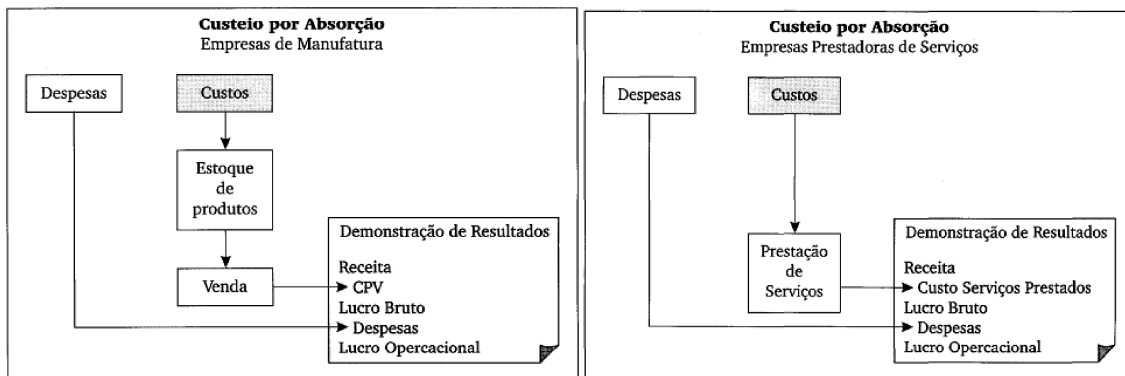 Custeio por Absorção
Empresas de Manufatura
Despesas
Custos
Estoque
de
produtos
Venda
Demonstração de Resultados
Receita
CPV
Lucro Bruto
Despesas
Lucro Opercacional
Custeio por Absorção
Empresas Prestadoras de Serviços
Despesas
Custos
Prestação
de
Serviços
Demonstração de Resultados
Receita
Custo Serviços Prestados
Lucro Bruto
Despesas
Lucro Opercacional